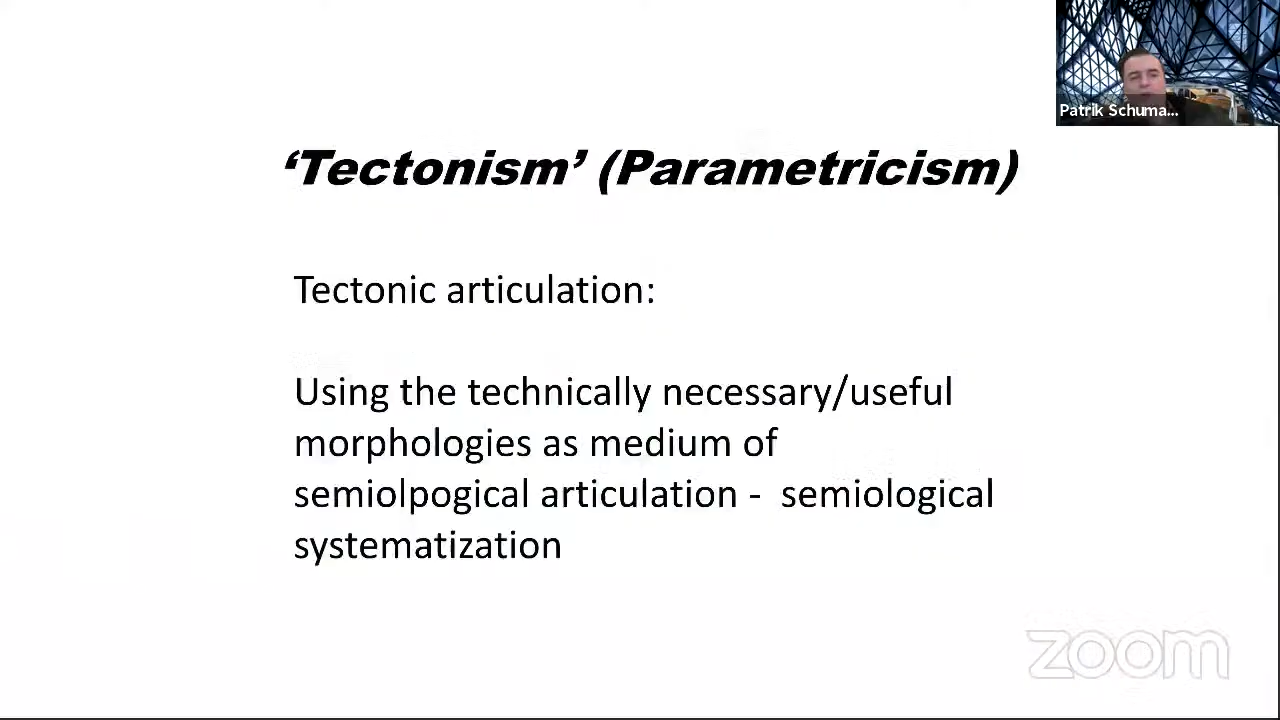 Patrik Schuma...
‘Tectonism’ (Parametricism)
Tectonic articulation:
Using the technically necessary/useful
morphologies as medium of
semiolpogical articulation -  semiological
systematization
zoom